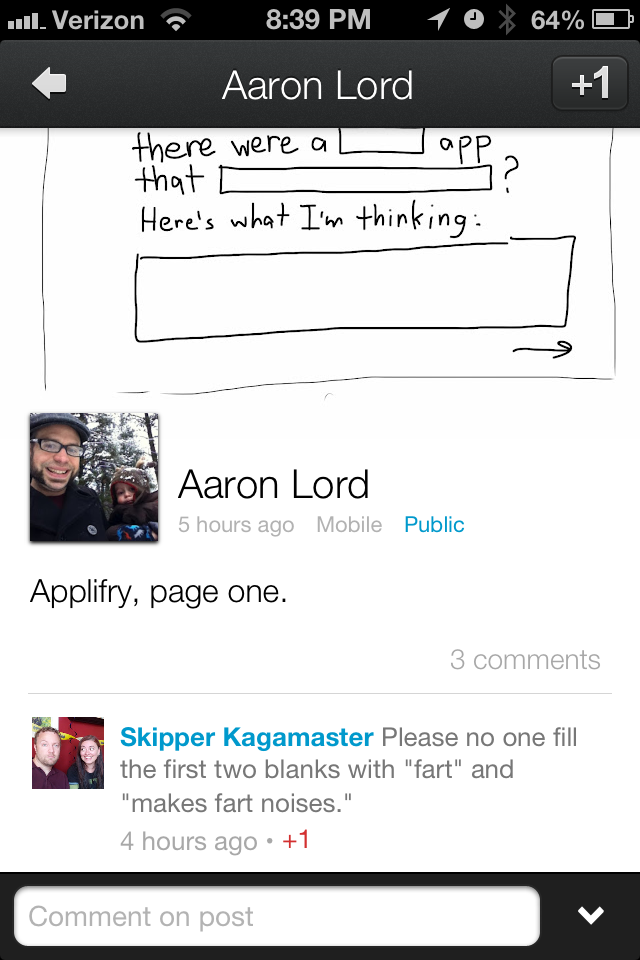 Verizon 8:39 PM 64%
Aaron Lord +1
there were a app
that ?
Here's what I'm thinking:
Aaron Lord
5 hours ago Mobile Public
Applifry, page one.
3 comments
Skipper Kagamaster Please no one fill
the first two blanks with "fart" and
"makes fart noises."
4 hours ago • +1
Comment on post